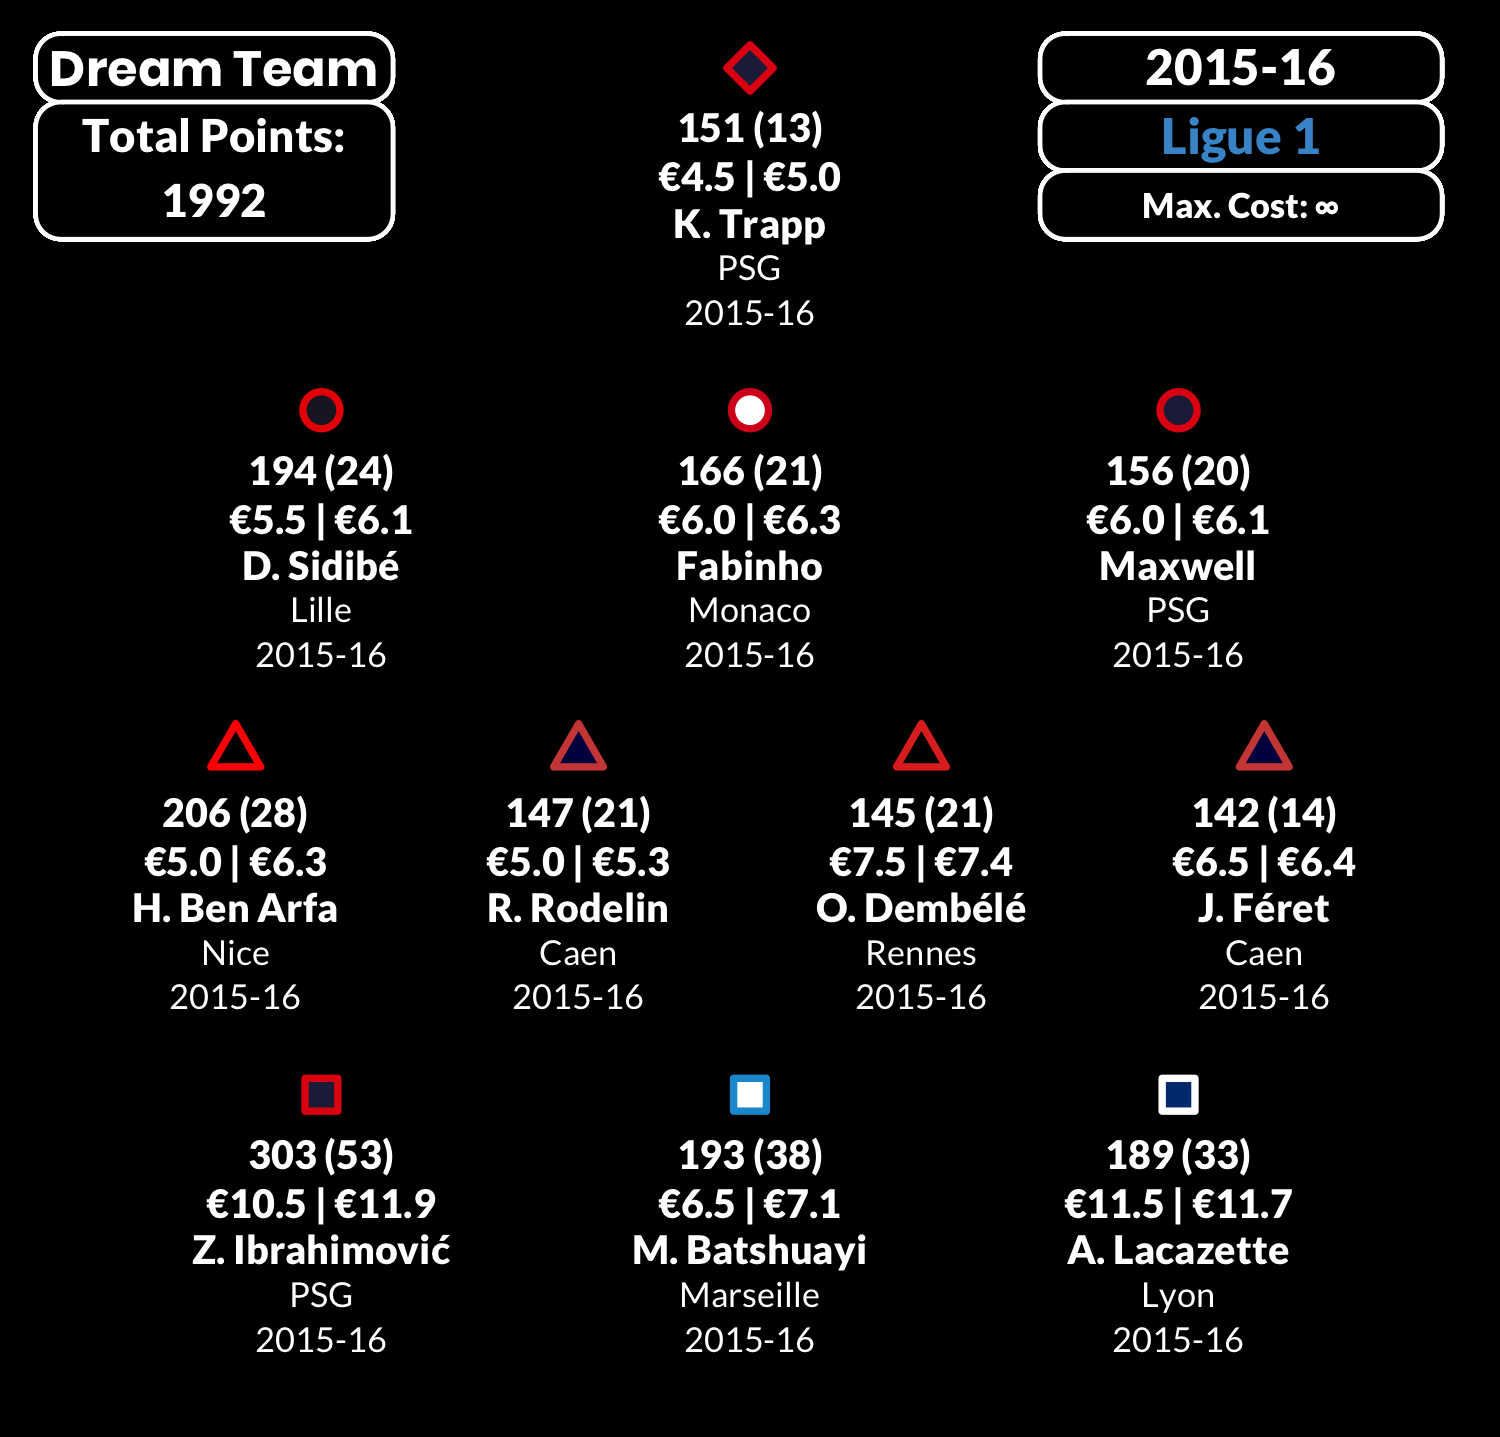 Dream Team
Total Points:
1992
2015-16
Ligue 1
Max. Cost: ∞
151 (13)
€4.5 | €5.0
K. Trapp
PSG
2015-16
194 (24)
€5.5 | €6.1
D. Sidibé
Lille
2015-16
166 (21)
€6.0 | €6.3
Fabinho
Monaco
2015-16
156 (20)
€6.0 | €6.1
Maxwell
PSG
2015-16
206 (28)
€5.0 | €6.3
H. Ben Arfa
Nice
2015-16
147 (21)
€5.0 | €5.3
R. Rodelin
Caen
2015-16
145 (21)
€7.5 | €7.4
O. Dembélé
Rennes
2015-16
142 (14)
€6.5 | €6.4
J. Féret
Caen
2015-16
303 (53)
€10.5 | €11.9
Z. Ibrahimović
PSG
2015-16
193 (38)
€6.5 | €7.1
M. Batshuayi
Marseille
2015-16
189 (33)
€11.5 | €11.7
A. Lacazette
Lyon
2015-16